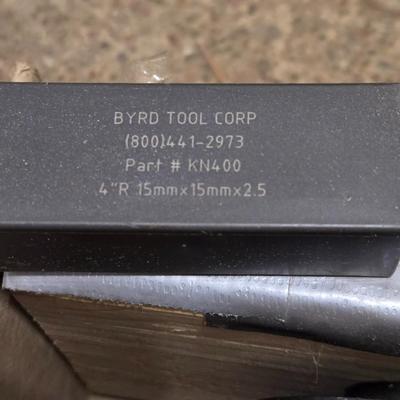 BYRD TOOL CORP
(800)441-2973
Part # KN400
4"R 15mmx15mmx2.5